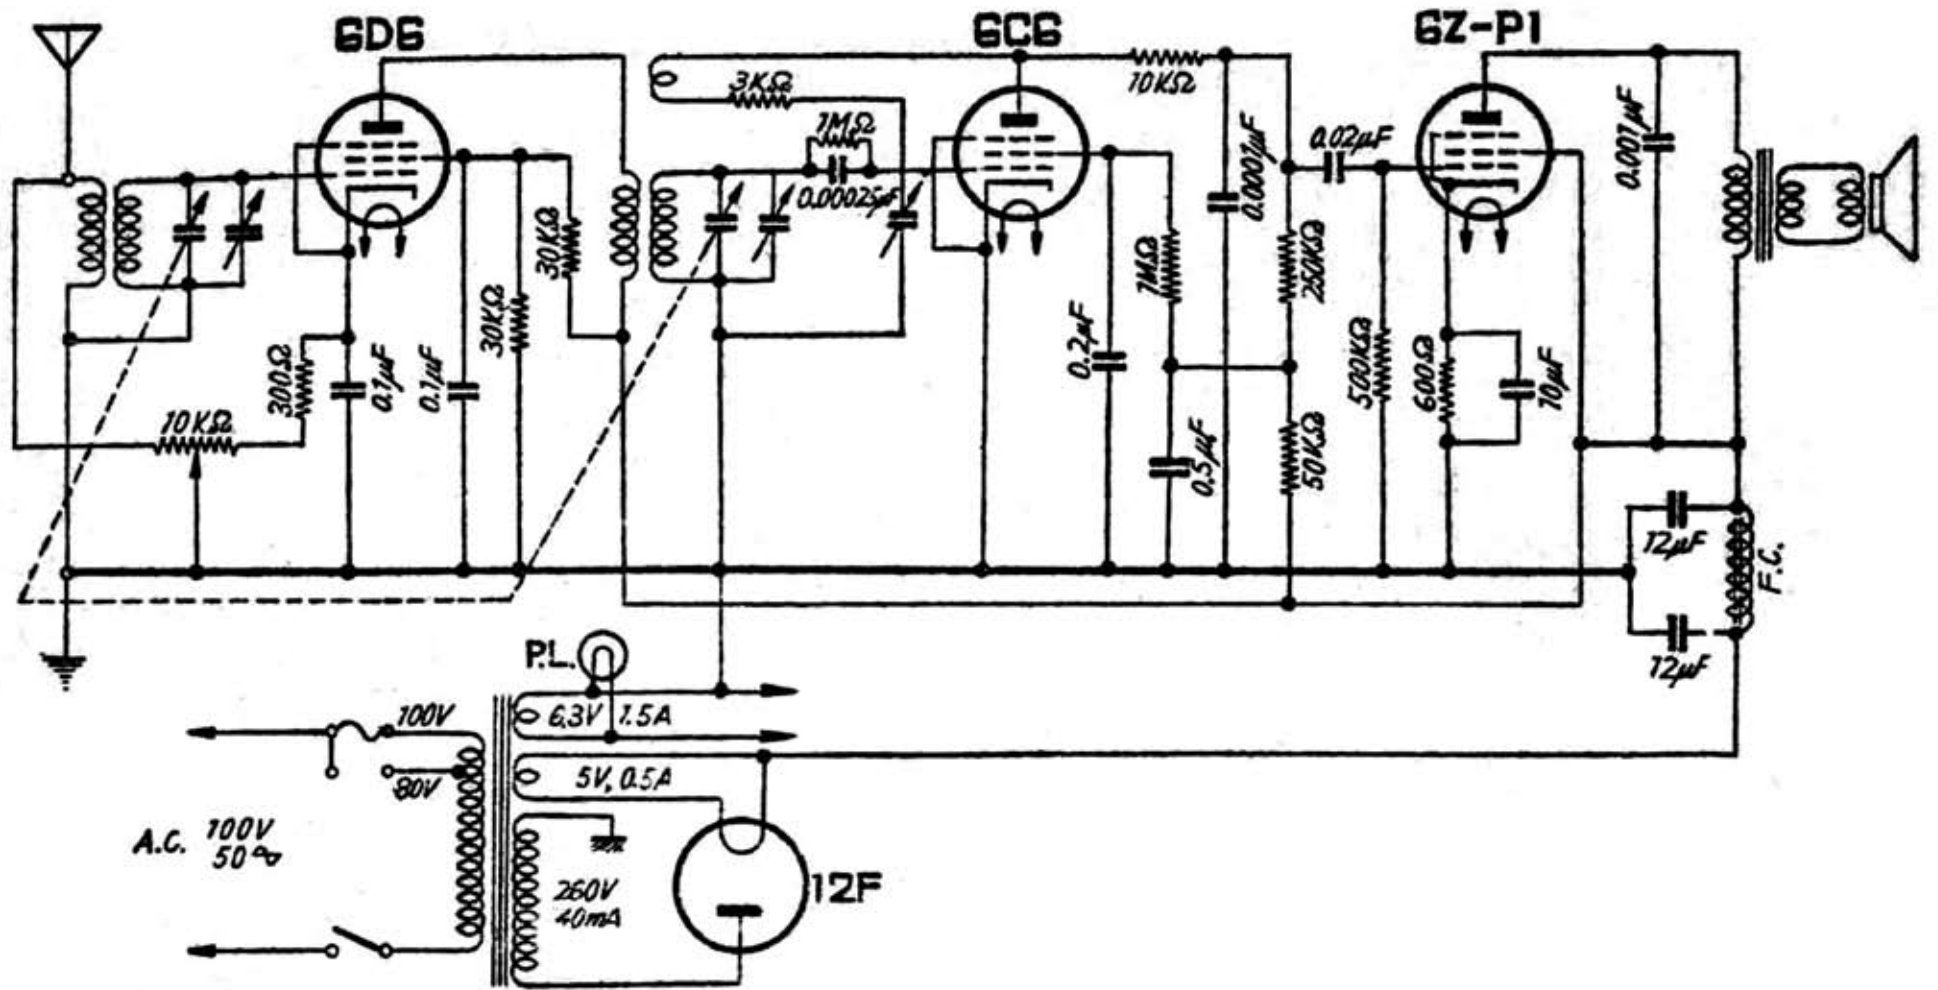 6D6
6C6
6Z-P1
3KΩ
1MΩ
0.00025μF
10KΩ
0.001μF
0.02μF
0.001μF
30KΩ
30KΩ
300Ω
0.1μF
0.1μF
10KΩ
1MΩ
0.2μF
0.5μF
250KΩ
50KΩ
500KΩ
600Ω
10μF
12μF
F.C.
12μF
P.L.
6.3V 1.5A
100V
5V, 0.5A
80V
A.C. 100V
50∿
260V
40mA
12F